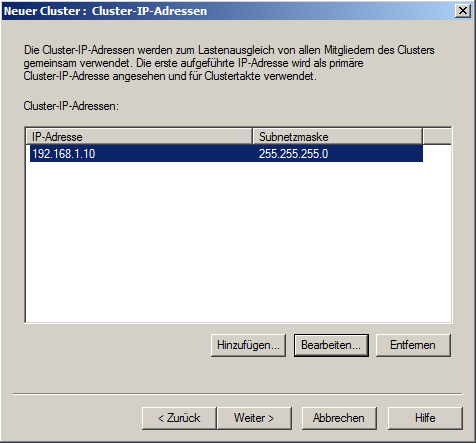 Neuer Cluster : Cluster-IP-Adressen
Die Cluster-IP-Adressen werden zum Lastenausgleich von allen Mitgliedern des Clusters
gemeinsam verwendet. Die erste aufgeführte IP-Adresse wird als primäre
Cluster-IP-Adresse angesehen und für Clustertakte verwendet.
Cluster-IP-Adressen:
IP-Adresse Subnetzmaske
192.168.1.10 255.255.255.0
Hinzufügen... Bearbeiten... Entfernen
< Zurück Weiter > Abbrechen Hilfe